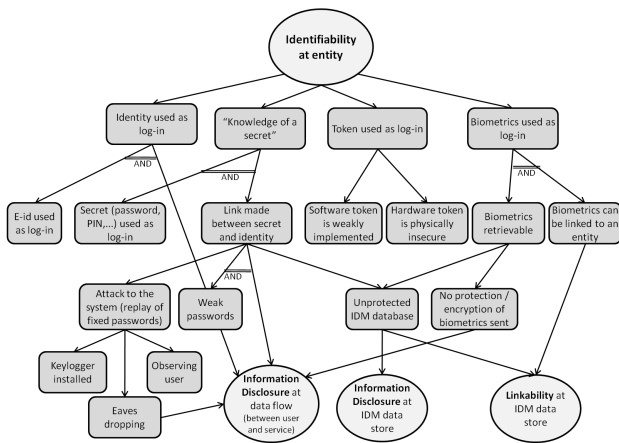 Identifiability
at entity
Identity used as
log-in
"Knowledge of a
secret"
Token used as log-in
Biometrics used as
log-in
AND
AND
AND
E-id used
as log-in
Secret (password,
PIN,...) used as
log-in
Link made
between secret
and identity
Software token
is weakly
implemented
Hardware token
is physically
insecure
Biometrics
retrievable
Biometrics can
be linked to an
entity
AND
Attack to the
system (replay of
fixed passwords)
Weak
passwords
Unprotected
IDM database
No protection /
encryption of
biometrics sent
Keylogger
installed
Observing
user
Eaves
dropping
Information
Disclosure at
data flow
(between user
and service)
Information
Disclosure at
IDM data
store
Linkability at
IDM data
store